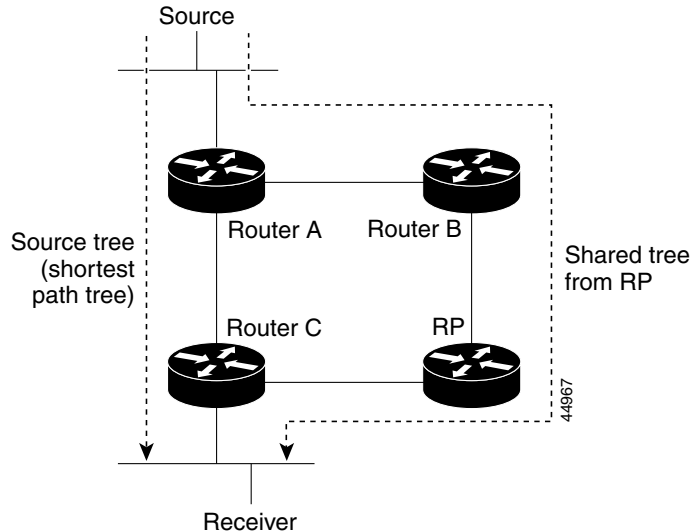 Source
Router A
Router B
Source tree
(shortest
path tree)
Shared tree
from RP
Router C
RP
44967
Receiver